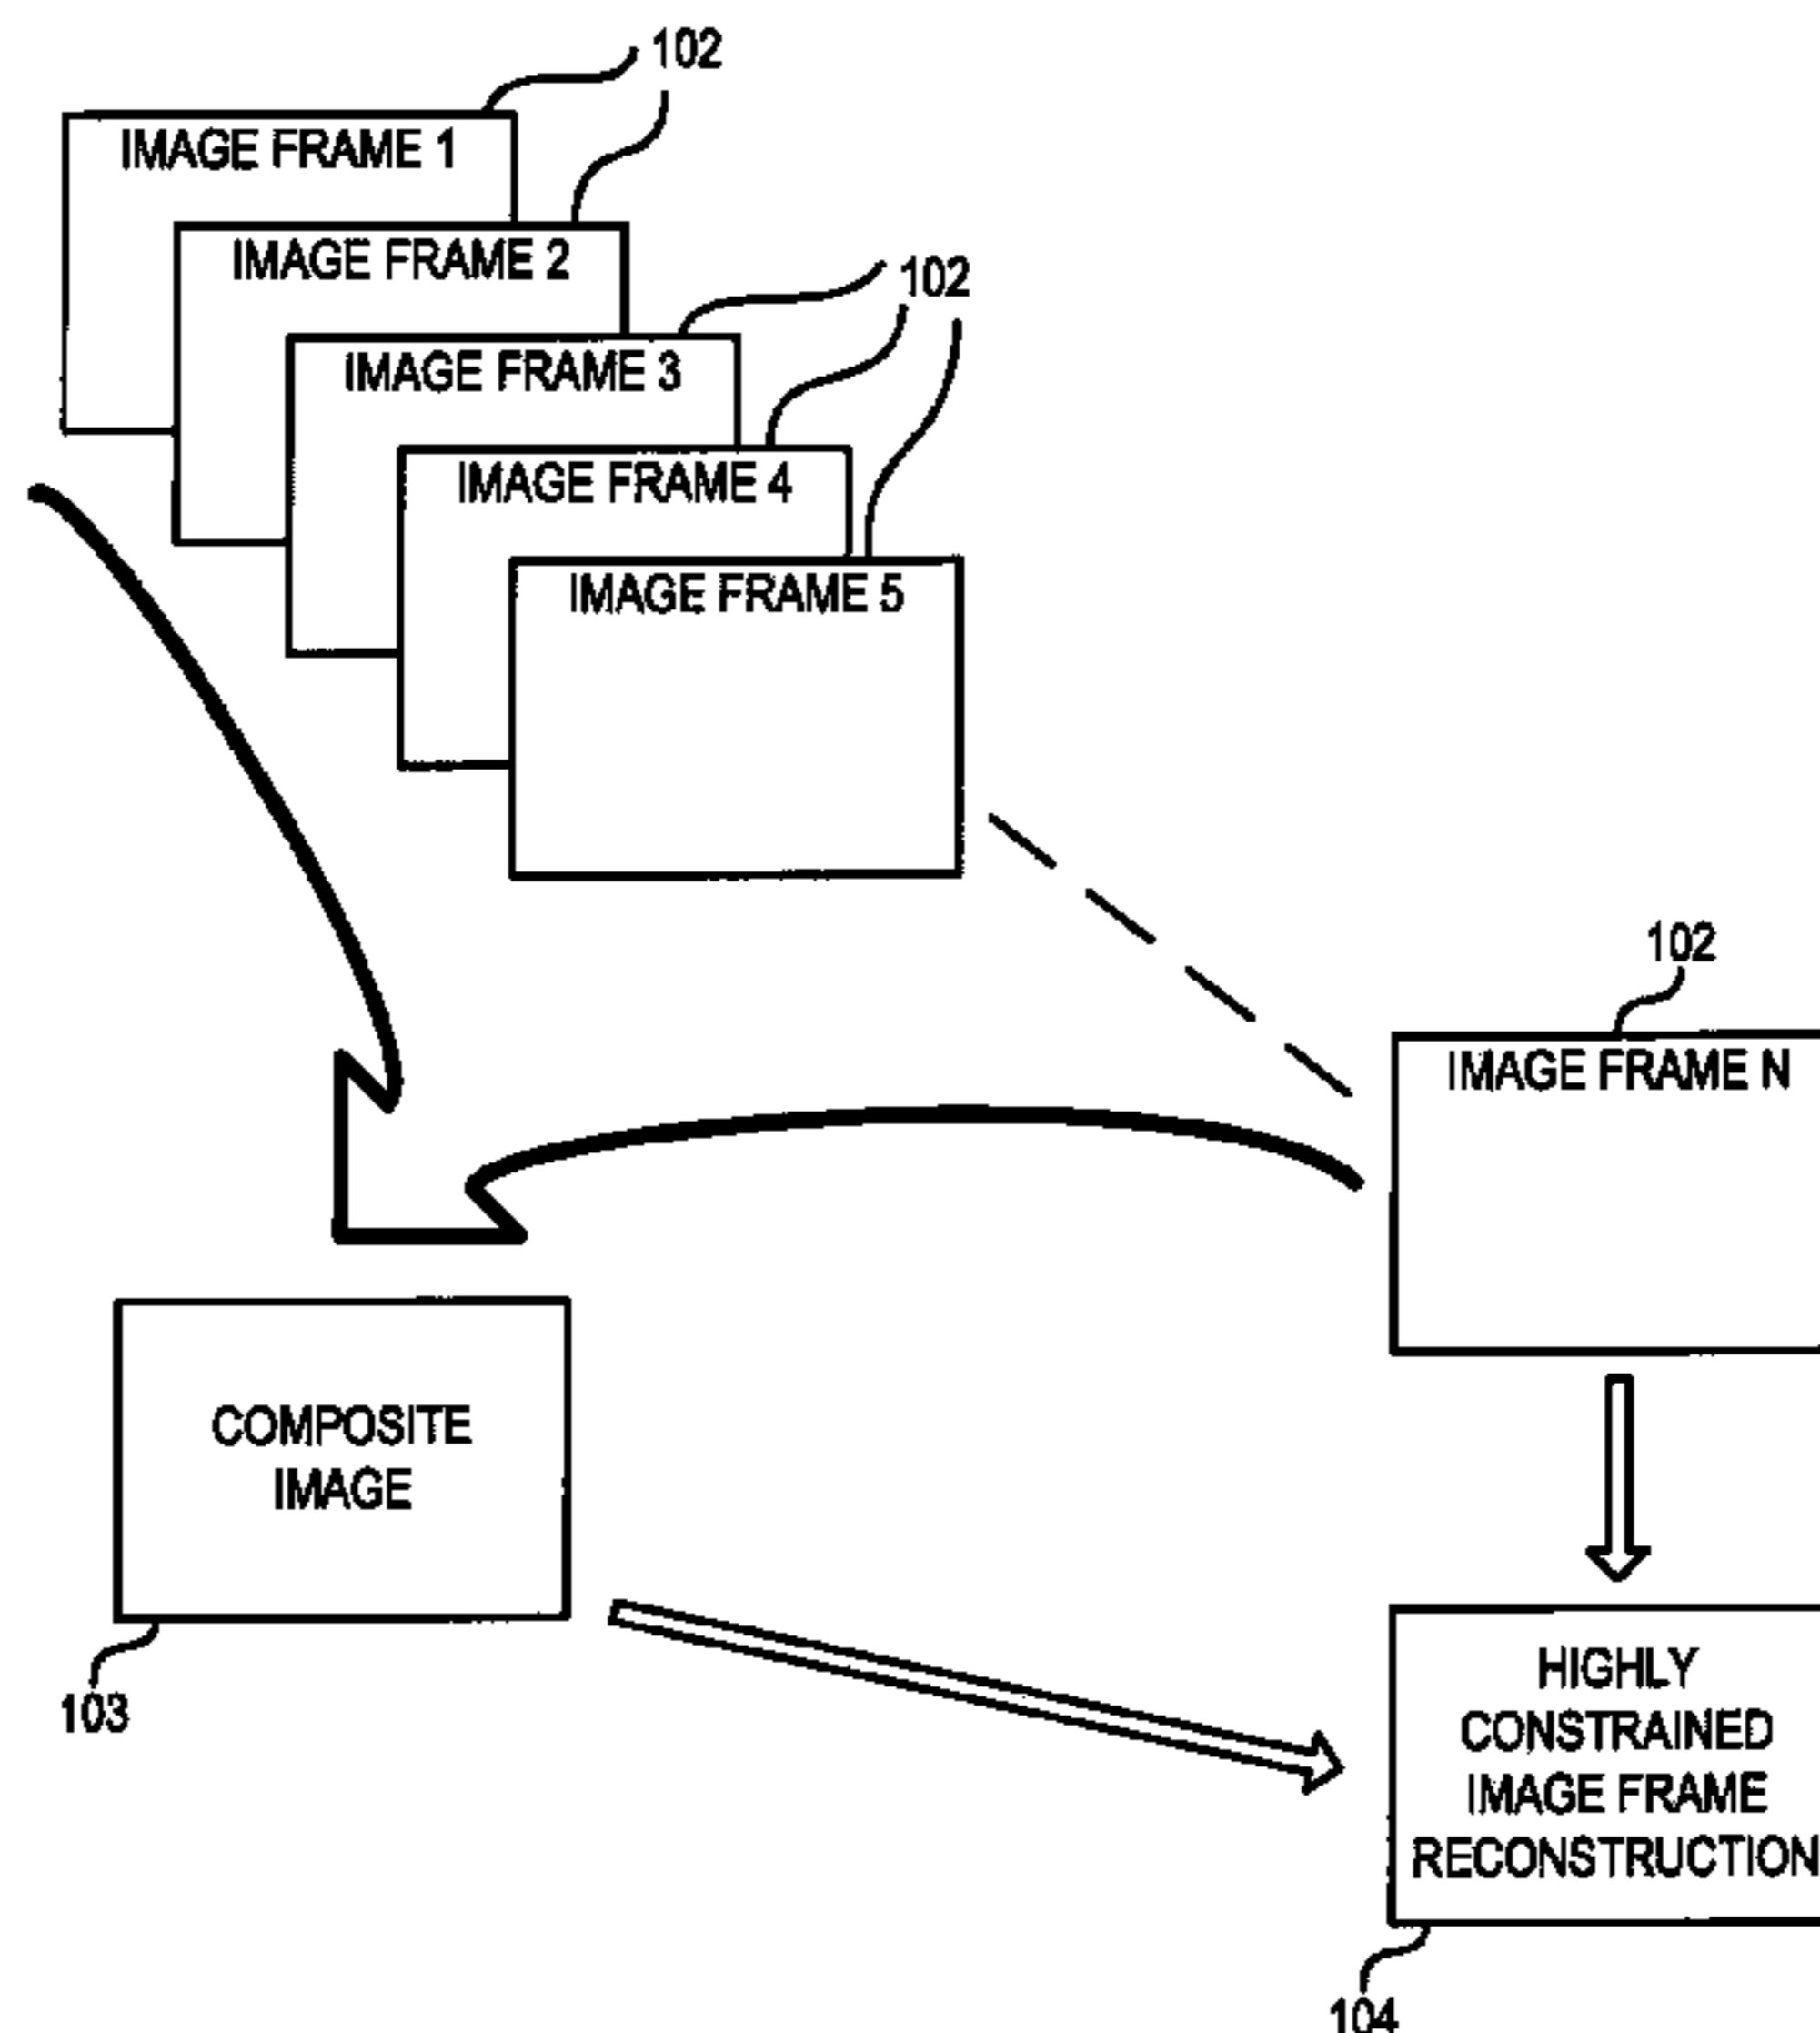 102
IMAGE FRAME 1
IMAGE FRAME 2
102
IMAGE FRAME 3
IMAGE FRAME 4
IMAGE FRAME 5
102
IMAGE FRAME N
COMPOSITE
IMAGE
103
HIGHLY
CONSTRAINED
IMAGE FRAME
RECONSTRUCTION
104